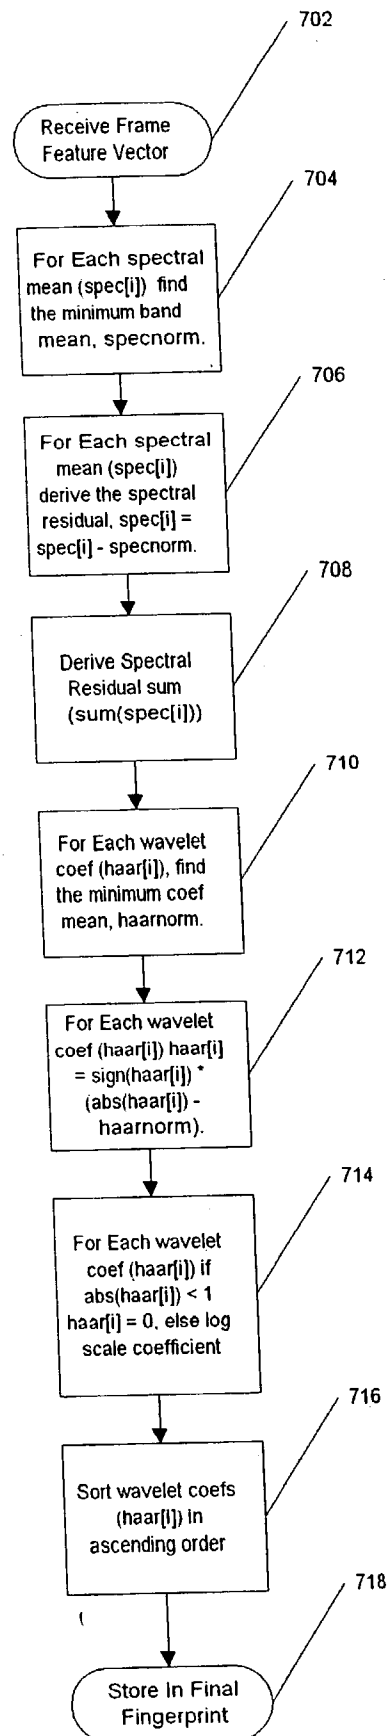 702
Receive Frame
Feature Vector
704
For Each spectral
mean (spec[i]) find
the minimum band
mean, specnorm.
706
For Each spectral
mean (spec[i])
derive the spectral
residual, spec[i] =
spec[i] - specnorm.
708
Derive Spectral
Residual sum
(sum(spec[i]))
710
For Each wavelet
coef (haar[i]), find
the minimum coef
mean, haarnorm.
712
For Each wavelet
coef (haar[i]) haar[i]
= sign(haar[i]) *
(abs(haar[i]) -
haarnorm).
714
For Each wavelet
coef (haar[i]) if
abs(haar[i]) < 1
haar[i] = 0, else log
scale coefficient
716
Sort wavelet coefs
(haar[i]) in
ascending order
718
Store In Final
Fingerprint